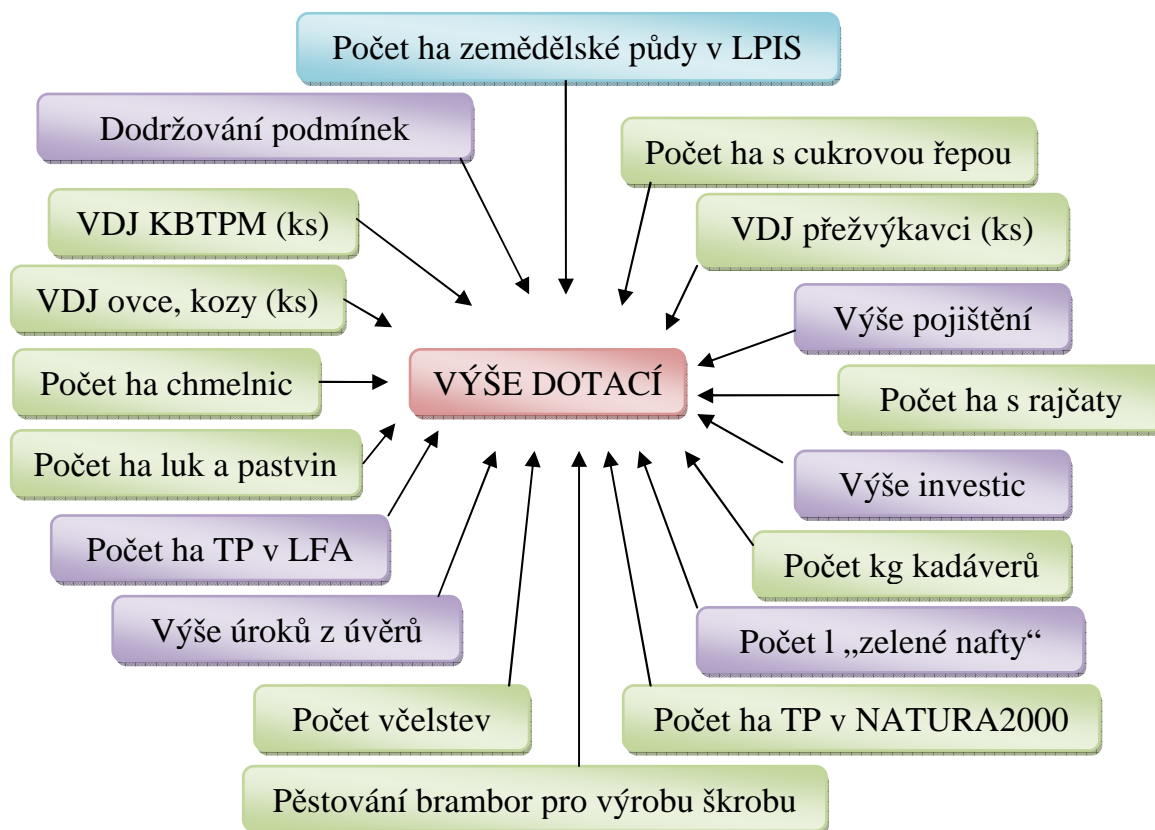 Počet ha zemědělské půdy v LPIS
Dodržování podmínek
Počet ha s cukrovou řepou
VDJ KBTPM (ks)
VDJ přežvýkavci (ks)
VDJ ovce, kozy (ks)
Výše pojištění
VÝŠE DOTACÍ
Počet ha chmelnic
Počet ha s rajčaty
Počet ha luk a pastvin
Výše investic
Počet ha TP v LFA
Počet kg kadáverů
Výše úroků z úvěrů
Počet l „zelené nafty“
Počet včelstev
Počet ha TP v NATURA2000
Pěstování brambor pro výrobu škrobu